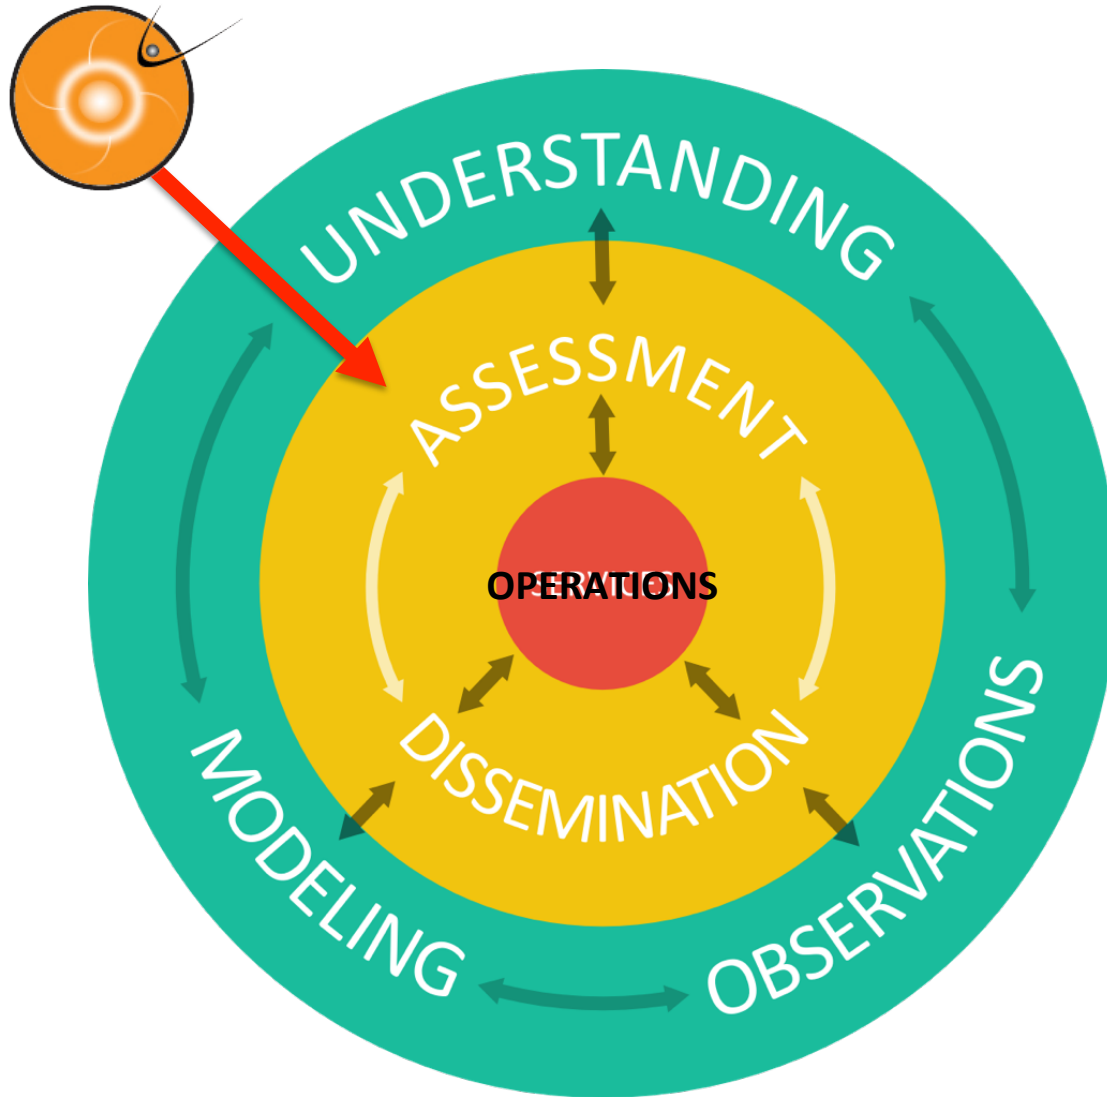 UNDERSTANDING
ASSESSMENT
OPERATIONS
DISSEMINATION
MODELING
OBSERVATIONS